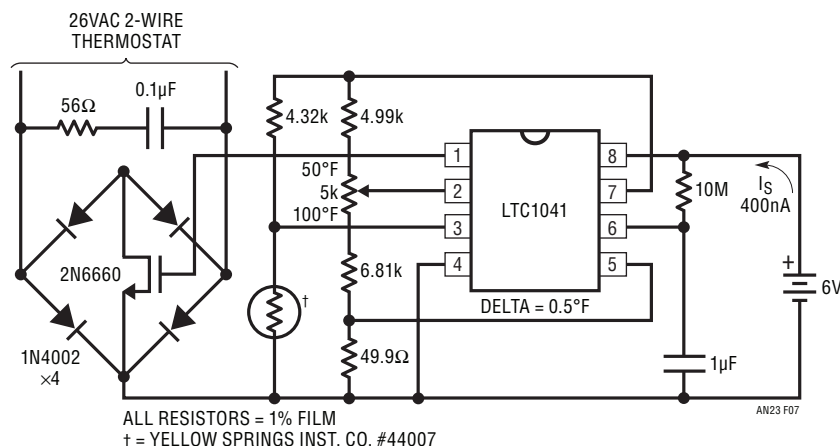 26VAC 2-WIRE
THERMOSTAT
56Ω
0.1µF
4.32k
4.99k
50°F
5k
100°F
6.81k
49.9Ω
†
2N6660
1N4002
×4
1
2
3
4
LTC1041
8
7
6
5
DELTA = 0.5°F
10M
IS
400nA
+
6V
1µF
AN23 F07
ALL RESISTORS = 1% FILM
† = YELLOW SPRINGS INST. CO. #44007